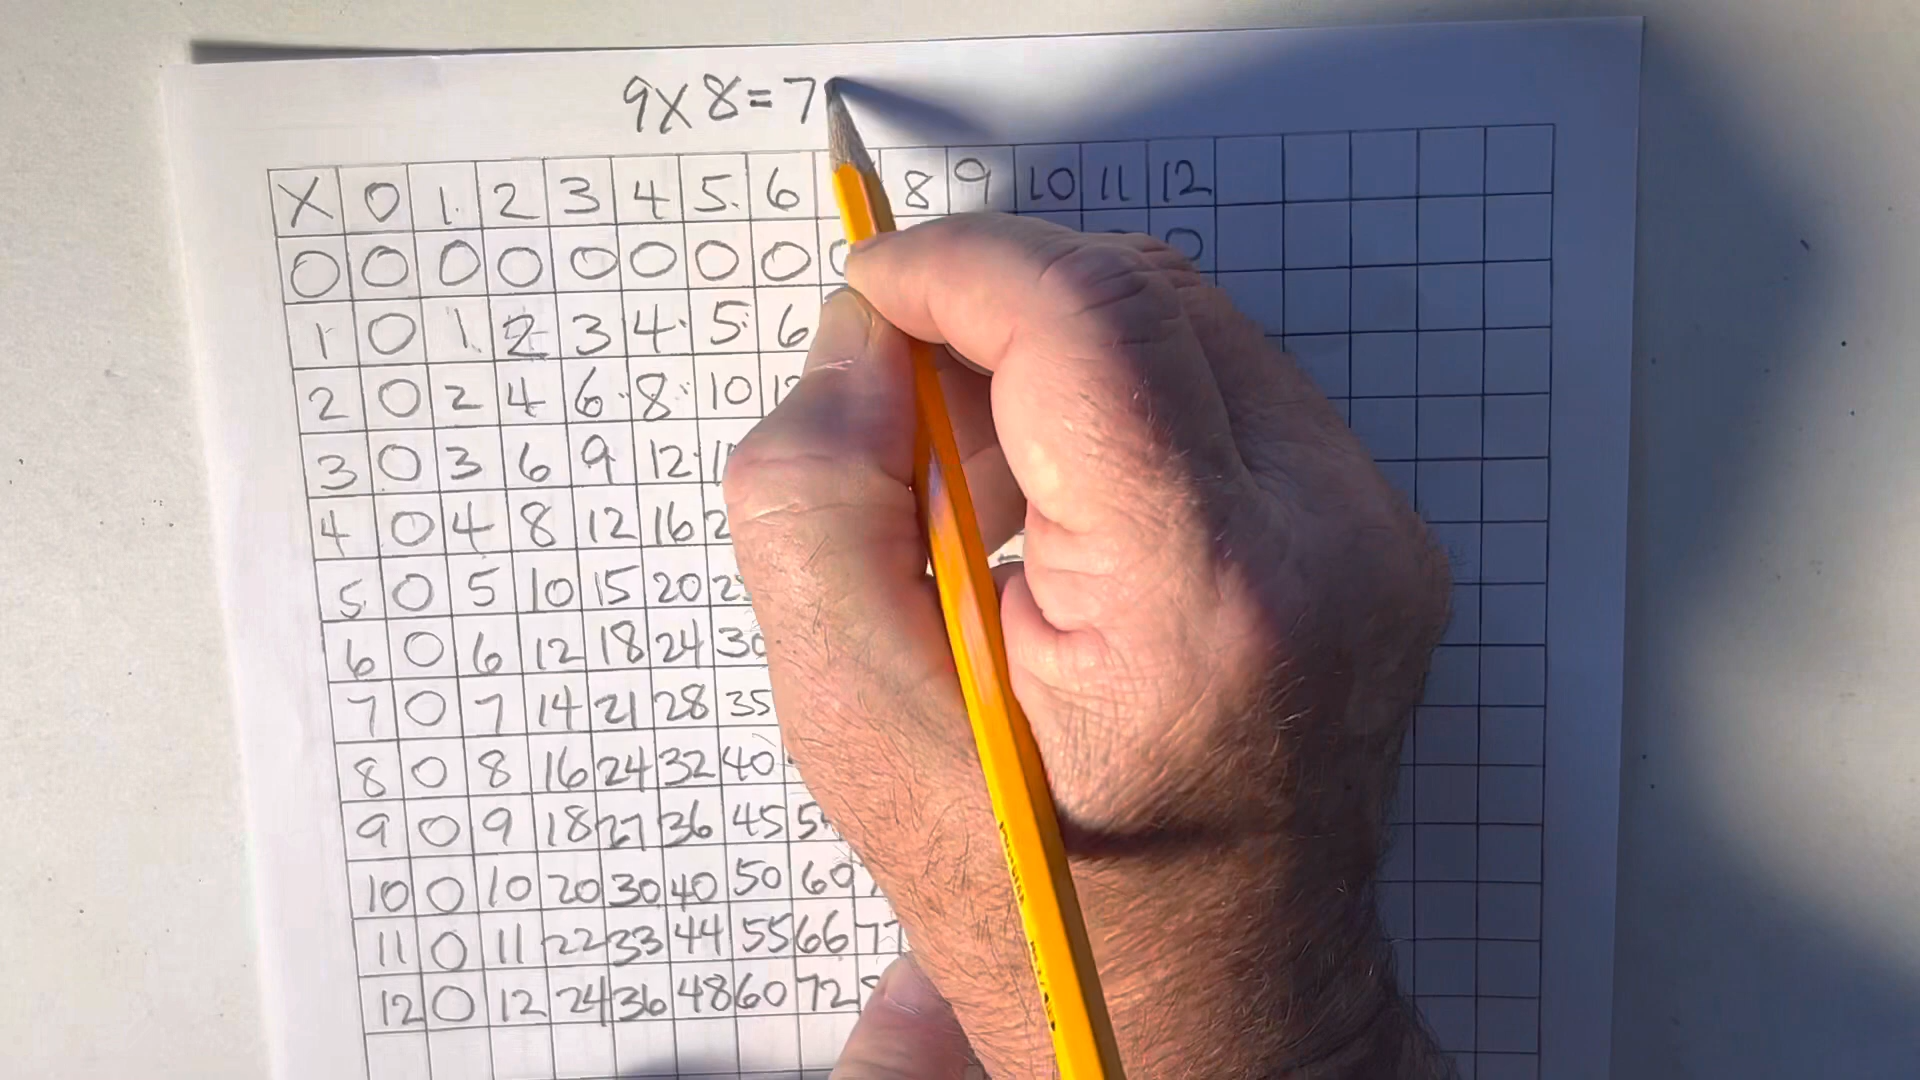 9X8=7
X 0 1 2 3 4 5 6 8 9 10 11 12
0 0 0 0 0 0 0 0 0 0
1 0 1 2 3 4 5 6
2 0 2 4 6 8 10
3 0 3 6 9 12
4 0 4 8 12 16
5 0 5 10 15 20
6 0 6 12 18 24 30
7 0 7 14 21 28 35
8 0 8 16 24 32 40
9 0 9 18 27 36 45
10 0 10 20 30 40 50 60
11 0 11 22 33 44 55 66 77
12 0 12 24 36 48 60 72